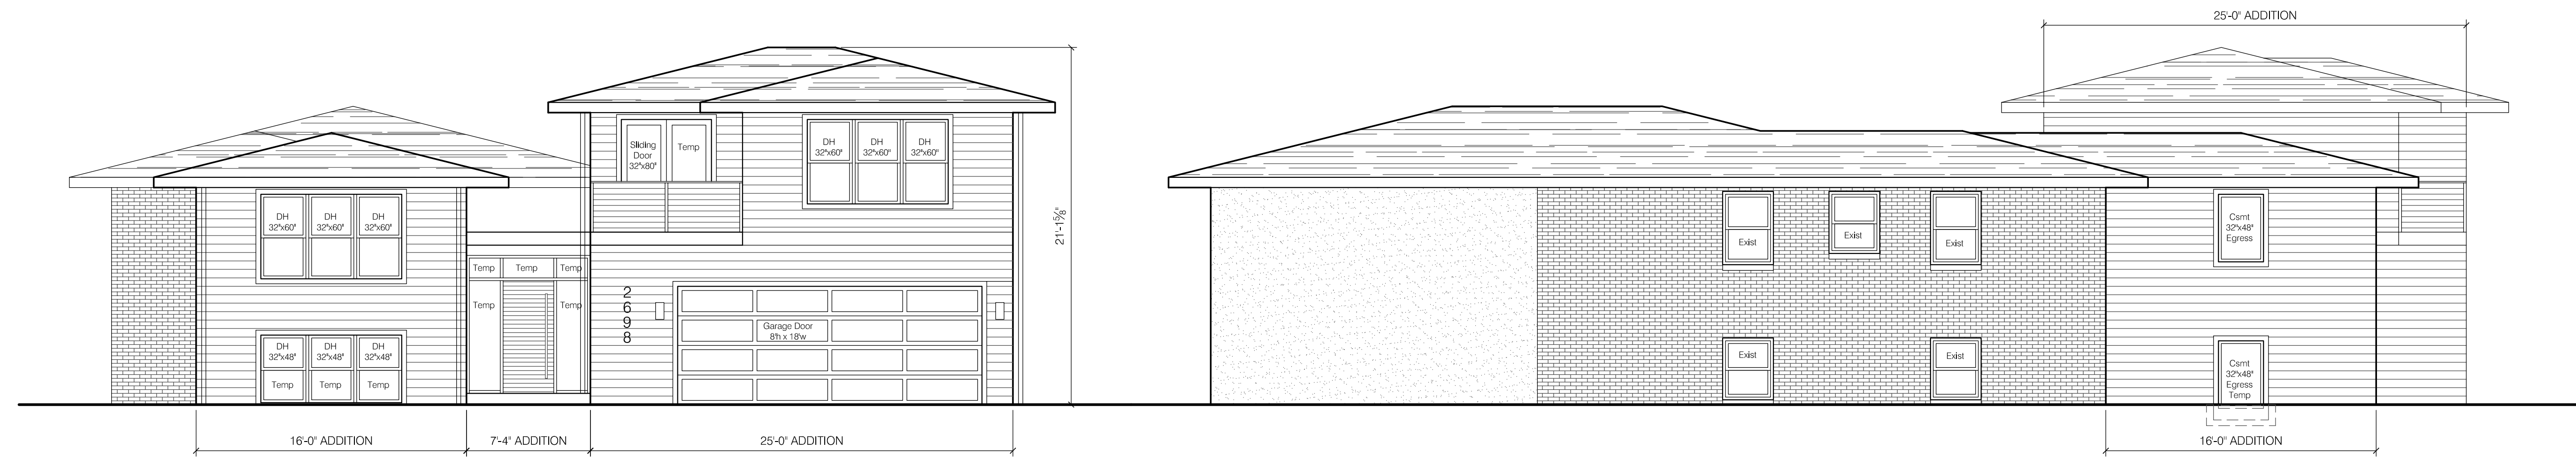 25'-0" ADDITION
Sliding
Door
32"x80"
Temp
DH
32"x60"
DH
32"x60"
DH
32"x60"
DH
32"x60"
DH
32"x60"
DH
32"x60"
21'-1 5/8"
Csmt
32"x48"
Egress
Exist
Exist
Exist
Temp
Temp
Temp
Temp
Temp
2
6
9
8
Garage Door
8'h x 18'w
DH
32"x48"
DH
32"x48"
DH
32"x48"
Temp
Temp
Temp
Exist
Exist
Csmt
32"x48"
Egress
Temp
16'-0" ADDITION
7'-4" ADDITION
25'-0" ADDITION
16'-0" ADDITION